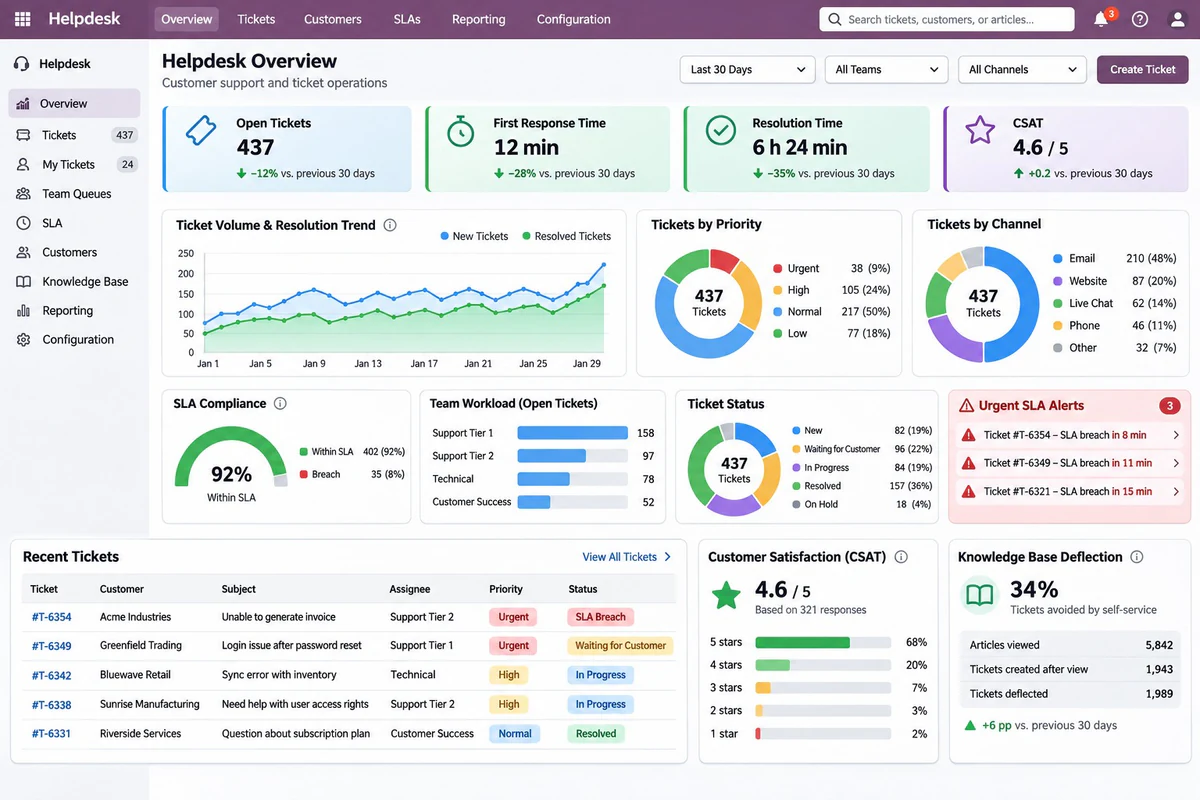 Helpdesk
Overview Tickets Customers SLAs Reporting Configuration
Search tickets, customers, or articles...
3
Helpdesk
Overview
Tickets 437
My Tickets 24
Team Queues
SLA
Customers
Knowledge Base
Reporting
Configuration
Helpdesk Overview
Customer support and ticket operations
Last 30 Days
All Teams
All Channels
Create Ticket
Open Tickets
437
−12% vs. previous 30 days
First Response Time
12 min
−28% vs. previous 30 days
Resolution Time
6 h 24 min
−35% vs. previous 30 days
CSAT
4.6 / 5
+0.2 vs. previous 30 days
Ticket Volume & Resolution Trend
New Tickets Resolved Tickets
250
200
150
100
50
0
Jan 1 Jan 5 Jan 9 Jan 13 Jan 17 Jan 21 Jan 25 Jan 29
Tickets by Priority
437
Tickets
Urgent 38 (9%)
High 105 (24%)
Normal 217 (50%)
Low 77 (18%)
Tickets by Channel
437
Tickets
Email 210 (48%)
Website 87 (20%)
Live Chat 62 (14%)
Phone 46 (11%)
Other 32 (7%)
SLA Compliance
92%
Within SLA
Within SLA 402 (92%)
Breach 35 (8%)
Team Workload (Open Tickets)
Support Tier 1 158
Support Tier 2 97
Technical 78
Customer Success 52
Ticket Status
437
Tickets
New 82 (19%)
Waiting for Customer 96 (22%)
In Progress 84 (19%)
Resolved 157 (36%)
On Hold 18 (4%)
Urgent SLA Alerts 3
Ticket #T-6354 – SLA breach in 8 min
Ticket #T-6349 – SLA breach in 11 min
Ticket #T-6321 – SLA breach in 15 min
Recent Tickets
View All Tickets
Ticket Customer Subject Assignee Priority Status
#T-6354 Acme Industries Unable to generate invoice Support Tier 2 Urgent SLA Breach
#T-6349 Greenfield Trading Login issue after password reset Support Tier 1 Urgent Waiting for Customer
#T-6342 Bluewave Retail Sync error with inventory Technical High In Progress
#T-6338 Sunrise Manufacturing Need help with user access rights Support Tier 2 High In Progress
#T-6331 Riverside Services Question about subscription plan Customer Success Normal Resolved
Customer Satisfaction (CSAT)
4.6 / 5
Based on 321 responses
5 stars 68%
4 stars 20%
3 stars 7%
2 stars 3%
1 star 2%
Knowledge Base Deflection
34%
Tickets avoided by self-service
Articles viewed 5,842
Tickets created after view 1,943
Tickets deflected 1,989
+6 pp vs. previous 30 days